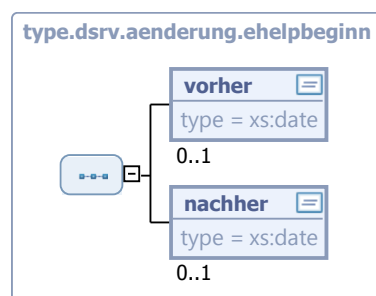 type.dsrv.aenderung.ehelpbeginn
vorher
type = xs:date
0..1
nachher
type = xs:date
0..1